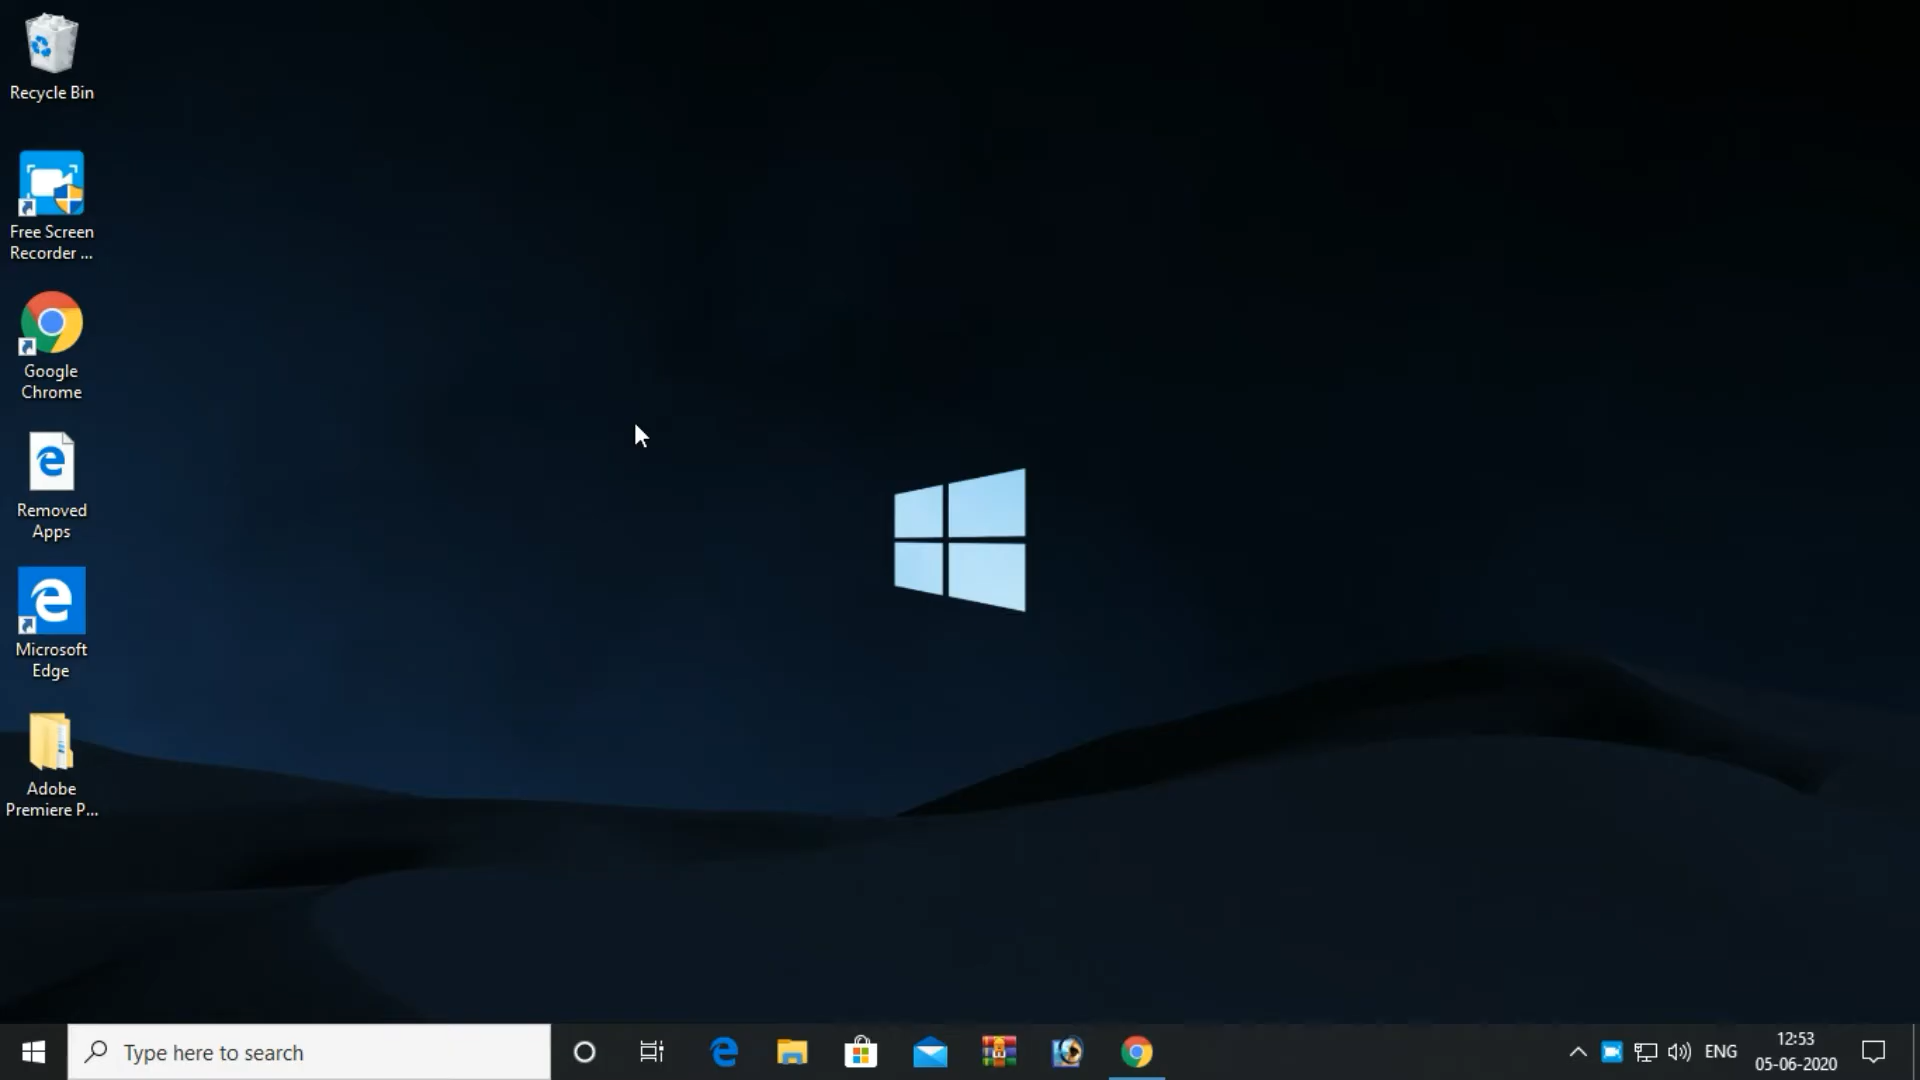 Recycle Bin
Free Screen
Recorder ...
Google
Chrome
Removed
Apps
Microsoft
Edge
Adobe
Premiere P...
Type here to search
ENG
12:53
05-06-2020